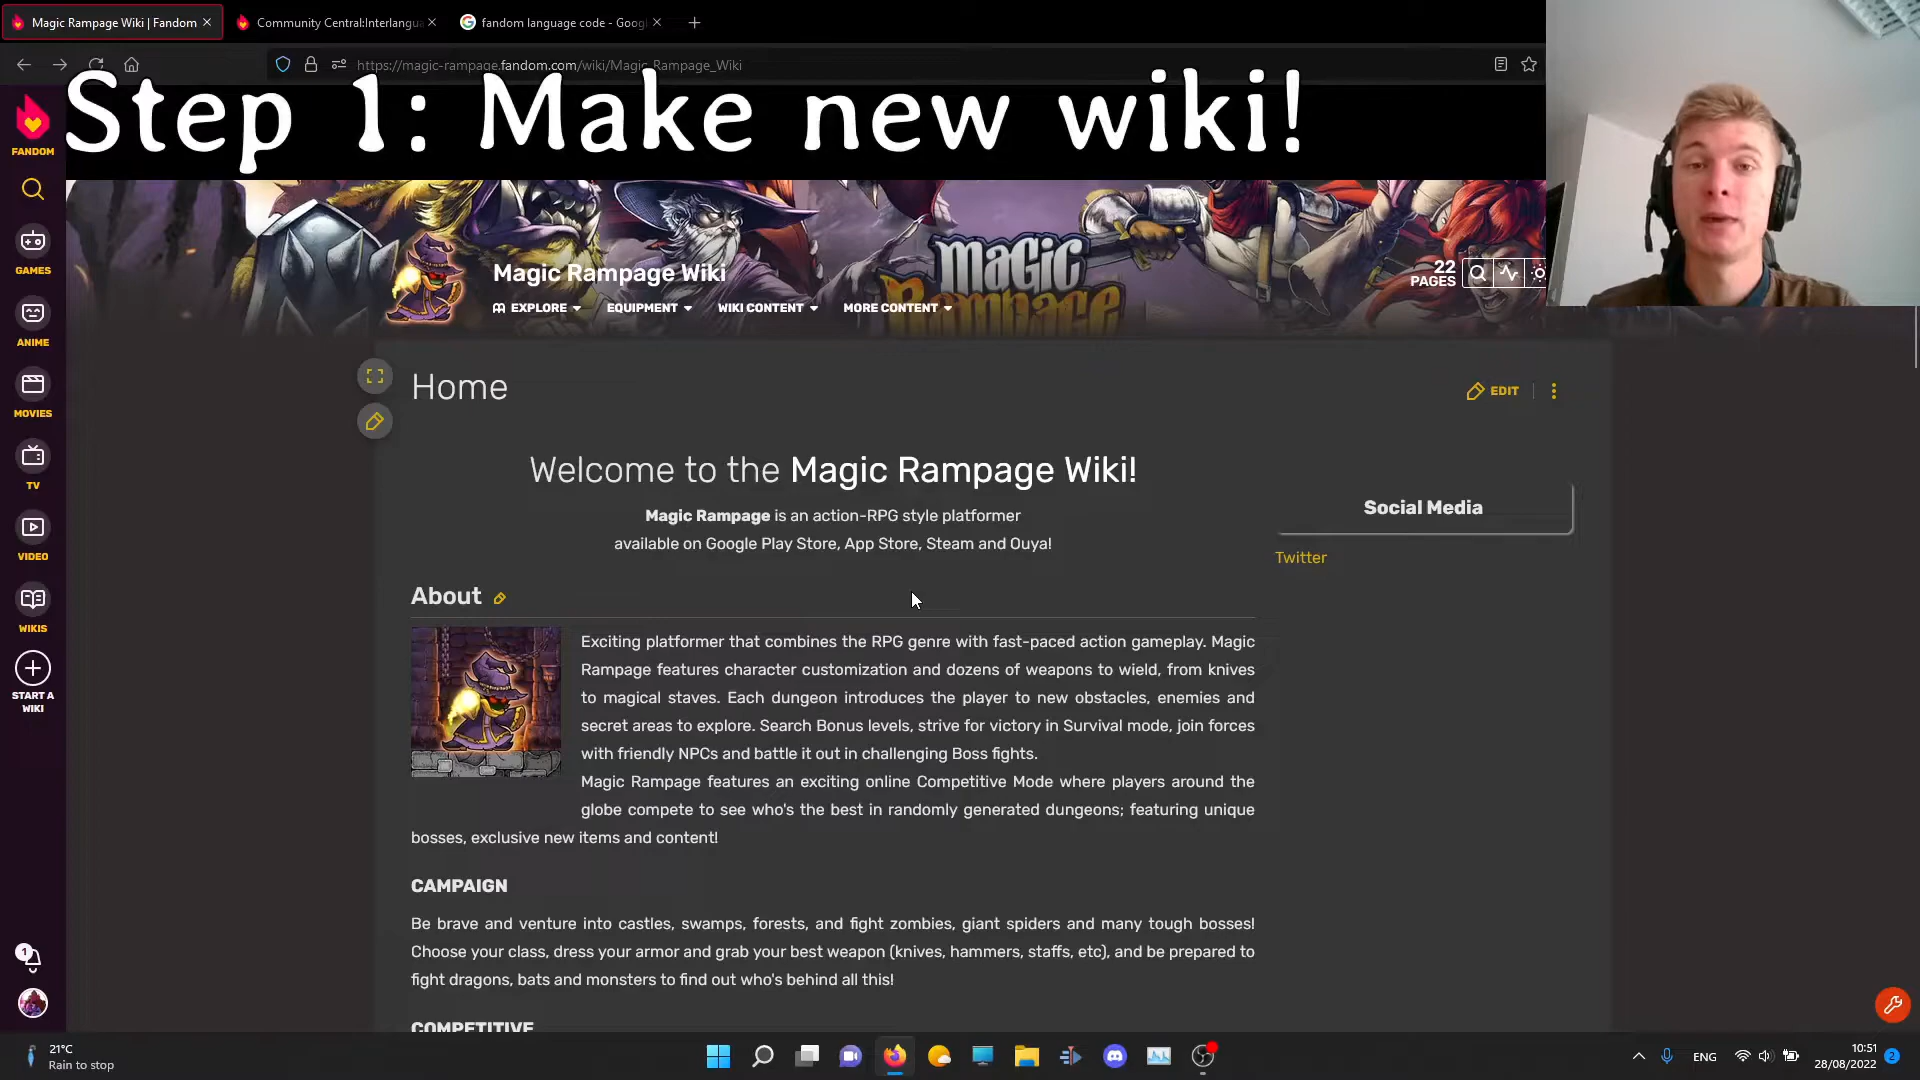 Magic Rampage Wiki | Fandom
Community Central:Interlangua
fandom language code - Goog
https://magic-rampage.fandom.com/wiki/Magic_Rampage_Wiki
Step 1: Make new wiki!
FANDOM
GAMES
ANIME
MOVIES
TV
VIDEO
WIKIS
START A
WIKI
1
Magic Rampage Wiki
EXPLORE
EQUIPMENT
WIKI CONTENT
MORE CONTENT
MaGic
Rampage
22
PAGES
Home
EDIT
Welcome to the Magic Rampage Wiki!
Magic Rampage is an action-RPG style platformer
available on Google Play Store, App Store, Steam and Ouya!
Social Media
Twitter
About
Exciting platformer that combines the RPG genre with fast-paced action gameplay. Magic
Rampage features character customization and dozens of weapons to wield, from knives
to magical staves. Each dungeon introduces the player to new obstacles, enemies and
secret areas to explore. Search Bonus levels, strive for victory in Survival mode, join forces
with friendly NPCs and battle it out in challenging Boss fights.
Magic Rampage features an exciting online Competitive Mode where players around the
globe compete to see who's the best in randomly generated dungeons; featuring unique
bosses, exclusive new items and content!
CAMPAIGN
Be brave and venture into castles, swamps, forests, and fight zombies, giant spiders and many tough bosses!
Choose your class, dress your armor and grab your best weapon (knives, hammers, staffs, etc), and be prepared to
fight dragons, bats and monsters to find out who's behind all this!
COMPETITIVE
21°C
Rain to stop
ENG
10:51
28/08/2022
2